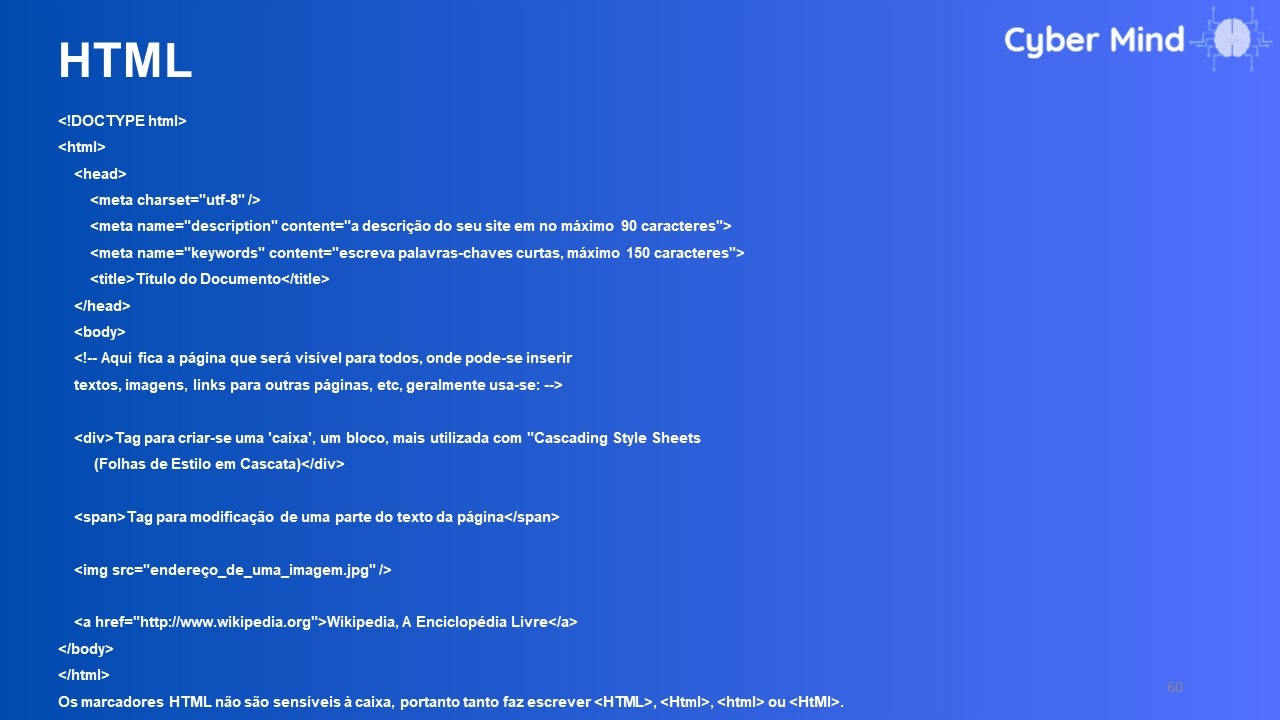 HTML
Cyber Mind
<!DOCTYPE html>
<html>
<head>
<meta charset="utf-8" />
<meta name="description" content="a descrição do seu site em no máximo 90 caracteres">
<meta name="keywords" content="escreva palavras-chaves curtas, máximo 150 caracteres">
<title>Título do Documento</title>
</head>
<body>
<!-- Aqui fica a página que será visível para todos, onde pode-se inserir
textos, imagens, links para outras páginas, etc, geralmente usa-se: -->
<div>Tag para criar-se uma 'caixa', um bloco, mais utilizada com "Cascading Style Sheets
(Folhas de Estilo em Cascata)</div>
<span>Tag para modificação de uma parte do texto da página</span>
<img src="endereço_de_uma_imagem.jpg" />
<a href="http://www.wikipedia.org">Wikipedia, A Enciclopédia Livre</a>
</body>
</html>
Os marcadores HTML não são sensíveis à caixa, portanto tanto faz escrever <HTML>, <Html>, <html> ou <HtMl>.
60